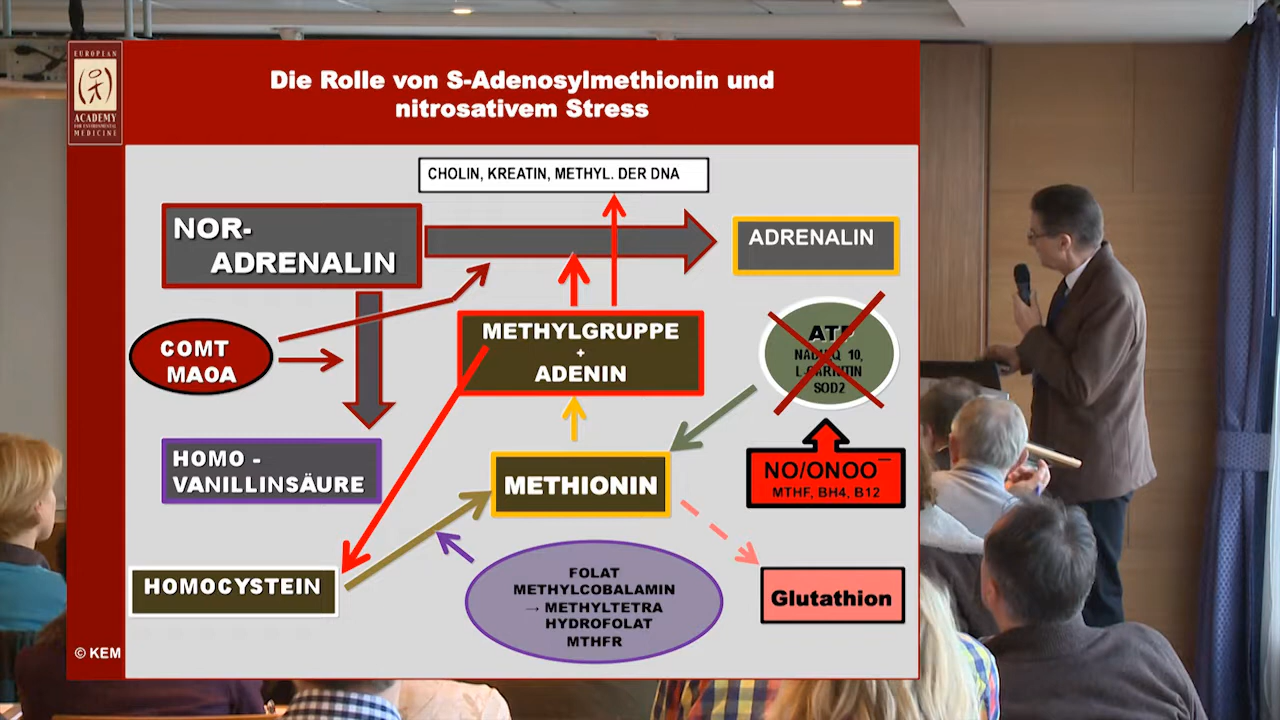 EUROPIAN
ACADEMY
FOR ENVIRONMENTAL
MEDICINE
Die Rolle von S-Adenosylmethionin und
nitrosativem Stress
CHOLIN, KREATIN, METHYL. DER DNA
NOR-
ADRENALIN
ADRENALIN
COMT
MAOA
METHYLGRUPPE
+
ADENIN
ATP
10,
SOD2
HOMO -
VANILLINSÄURE
METHIONIN
NO/ONOO¯
MTHF, BH4, B12
HOMOCYSTEIN
FOLAT
METHYLCOBALAMIN
→ METHYLTETRA
HYDROFOLAT
MTHFR
Glutathion
© KEM